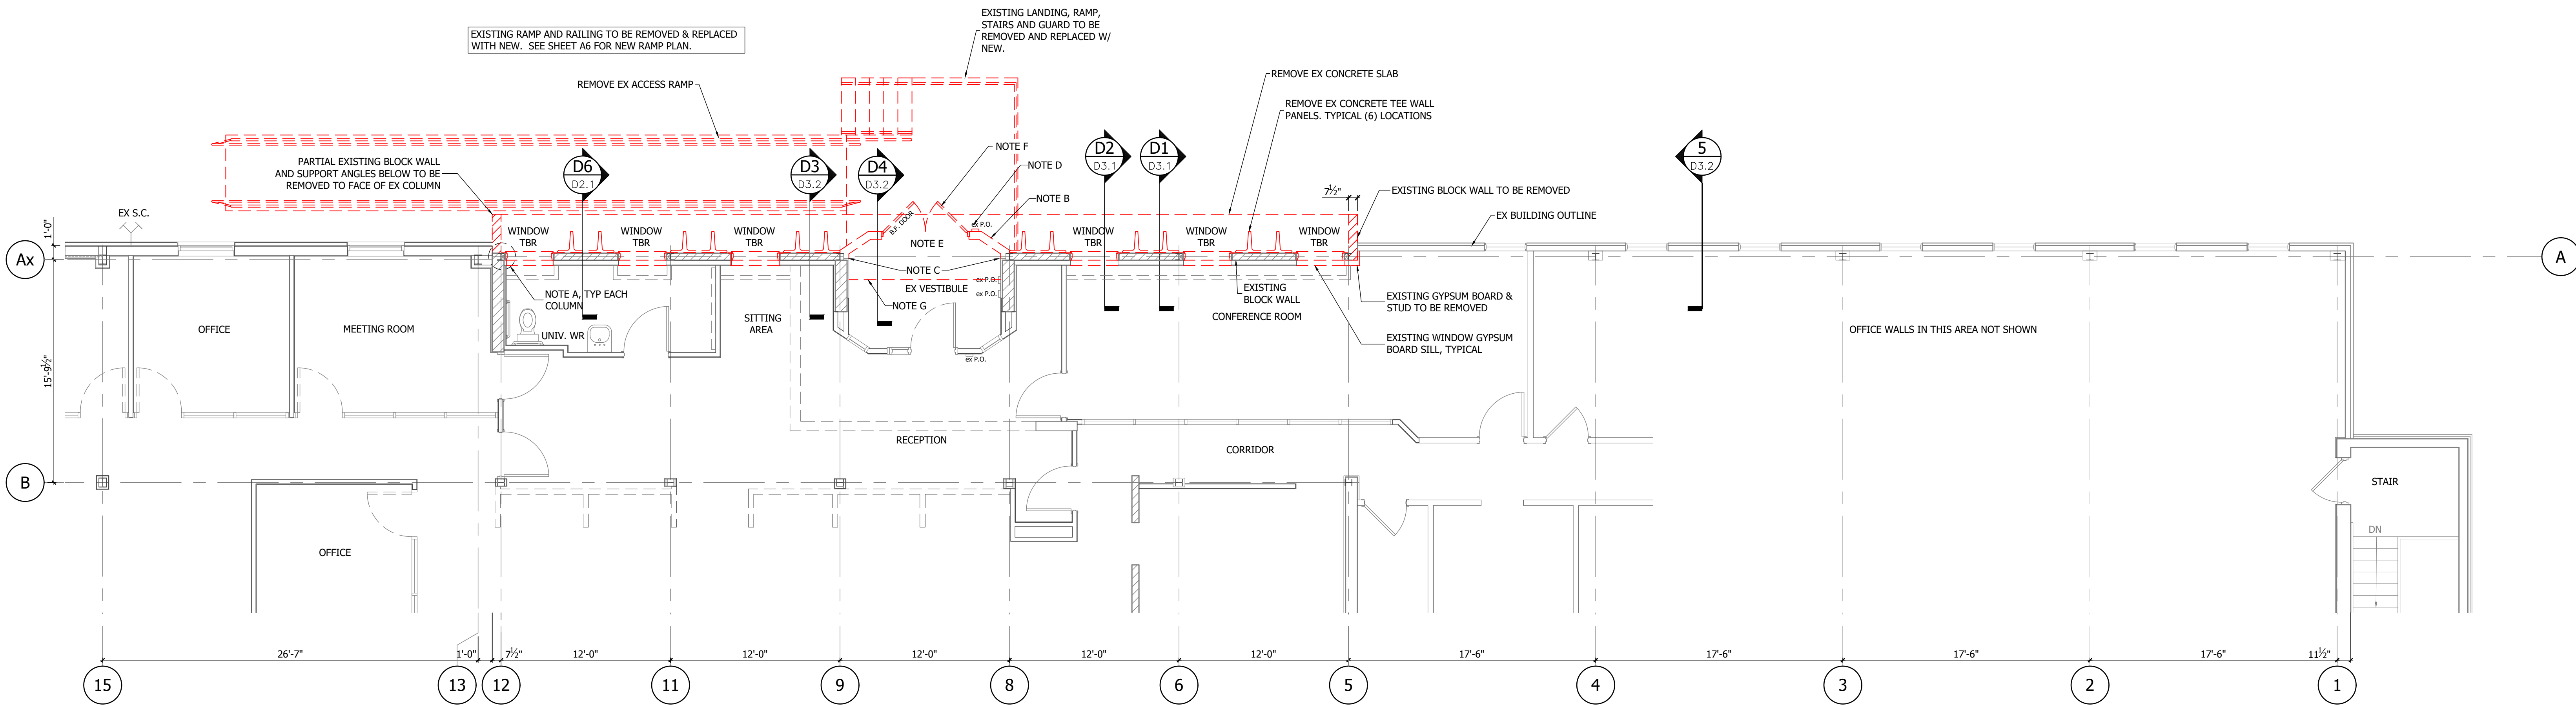 EXISTING LANDING, RAMP,
STAIRS AND GUARD TO BE
REMOVED AND REPLACED W/
NEW.
EXISTING RAMP AND RAILING TO BE REMOVED & REPLACED
WITH NEW. SEE SHEET A6 FOR NEW RAMP PLAN.
REMOVE EX ACCESS RAMP
REMOVE EX CONCRETE SLAB
REMOVE EX CONCRETE TEE WALL
PANELS. TYPICAL (6) LOCATIONS
PARTIAL EXISTING BLOCK WALL
AND SUPPORT ANGLES BELOW TO BE
REMOVED TO FACE OF EX COLUMN
D6
D2.1
D3
D3.2
D4
D3.2
NOTE F
NOTE D
NOTE B
D2
D3.1
D1
D3.1
5
D3.2
7½"
EXISTING BLOCK WALL TO BE REMOVED
EX BUILDING OUTLINE
EX S.C.
1'-0"
Ax
A
WINDOW
TBR
WINDOW
TBR
WINDOW
TBR
B.F. DOOR
ex P.O.
NOTE E
WINDOW
TBR
WINDOW
TBR
WINDOW
TBR
NOTE C
ex P.O.
EX VESTIBULE
ex P.O.
NOTE G
NOTE A, TYP EACH
COLUMN
EXISTING
BLOCK WALL
CONFERENCE ROOM
EXISTING GYPSUM BOARD &
STUD TO BE REMOVED
EXISTING WINDOW GYPSUM
BOARD SILL, TYPICAL
OFFICE
MEETING ROOM
UNIV. WR
SITTING
AREA
ex P.O.
OFFICE WALLS IN THIS AREA NOT SHOWN
15'-9½"
RECEPTION
CORRIDOR
B
STAIR
DN
OFFICE
26'-7"
1'-0"
7½"
12'-0"
12'-0"
12'-0"
12'-0"
12'-0"
17'-6"
17'-6"
17'-6"
17'-6"
11½"
15
13
12
11
9
8
6
5
4
3
2
1